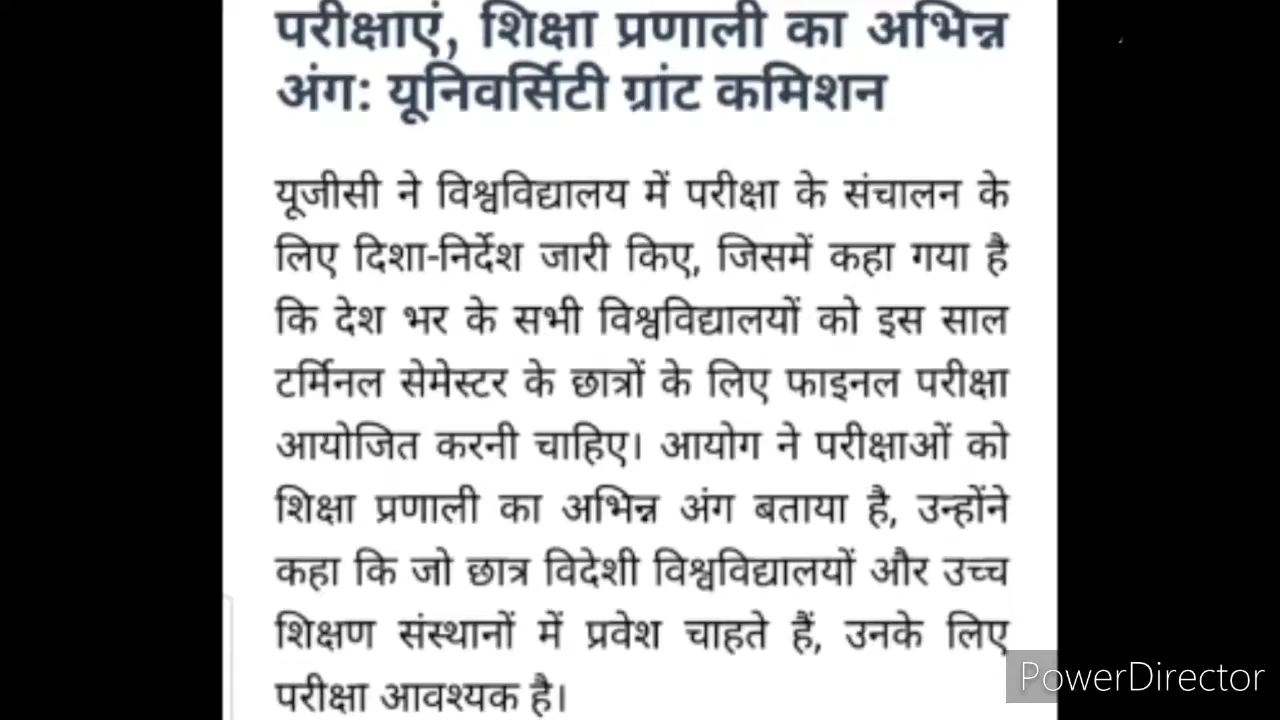 परीक्षाएं, शिक्षा प्रणाली का अभिन्न
अंग: यूनिवर्सिटी ग्रांट कमिशन
यूजीसी ने विश्वविद्यालय में परीक्षा के संचालन के
लिए दिशा-निर्देश जारी किए, जिसमें कहा गया है
कि देश भर के सभी विश्वविद्यालयों को इस साल
टर्मिनल सेमेस्टर के छात्रों के लिए फाइनल परीक्षा
आयोजित करनी चाहिए। आयोग ने परीक्षाओं को
शिक्षा प्रणाली का अभिन्न अंग बताया है, उन्होंने
कहा कि जो छात्र विदेशी विश्वविद्यालयों और उच्च
शिक्षण संस्थानों में प्रवेश चाहते हैं, उनके लिए
परीक्षा आवश्यक है।
PowerDirector